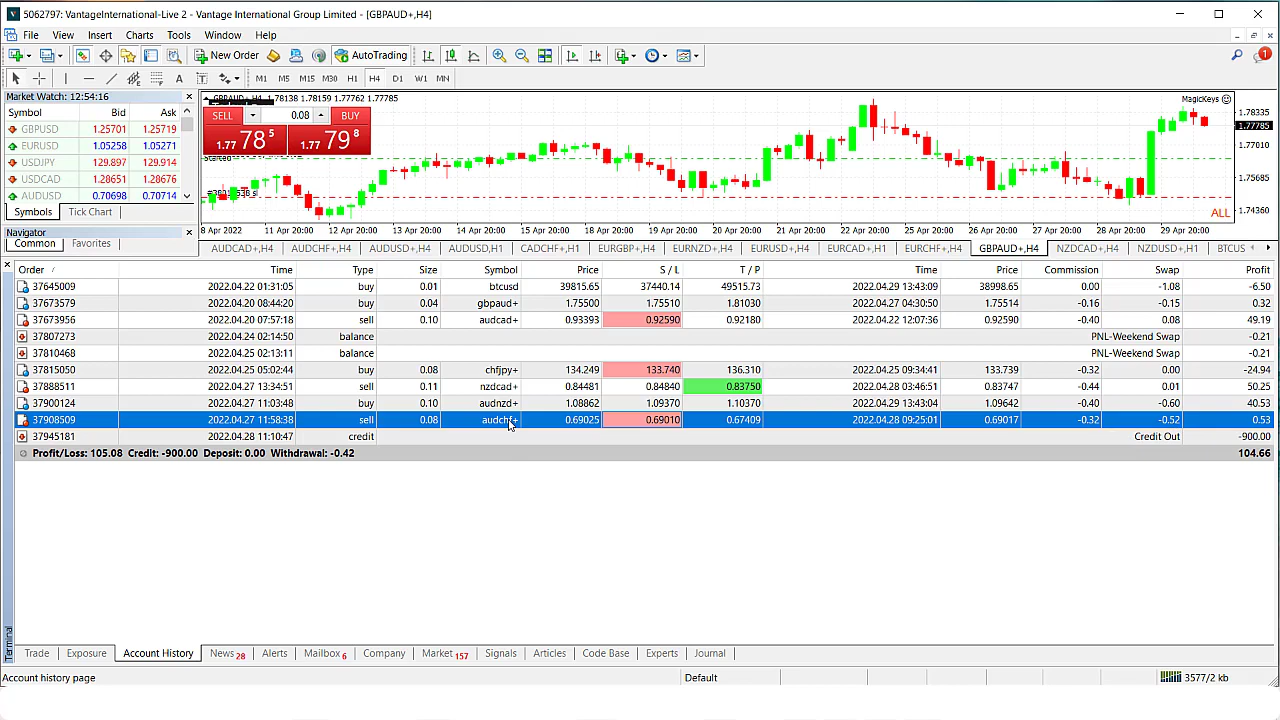 5062797: VantageInternational-Live 2 - Vantage International Group Limited - [GBPAUD+,H4]
File View Insert Charts Tools Window Help
New Order AutoTrading 1
A T M1 M5 M15 M30 H1 H4 D1 W1 MN
Market Watch: 12:54:16
Symbol Bid Ask
GBPUSD 1.25701 1.25719
EURUSD 1.05258 1.05271
USDJPY 129.897 129.914
USDCAD 1.28651 1.28676
AUDUSD 0.70698 0.70714
Symbols Tick Chart
Navigator
Common Favorites
GBPAUD+,H4 1.78138 1.78159 1.77762 1.77785
MagicKeys
SELL 0.08 BUY
1.77 78 5 1.77 79 8
1.78335
1.77785
1.77010
1.75685
1.74360
ALL
8 Apr 2022 11 Apr 20:00 12 Apr 20:00 13 Apr 20:00 14 Apr 20:00 15 Apr 20:00 18 Apr 20:00 19 Apr 20:00 20 Apr 20:00 21 Apr 20:00 22 Apr 20:00 25 Apr 20:00 26 Apr 20:00 27 Apr 20:00 28 Apr 20:00 29 Apr 20:00
AUDCAD+,H4 AUDCHF+,H4 AUDUSD+,H4 AUDUSD,H1 CADCHF+,H1 EURGBP+,H4 EURNZD+,H4 EURUSD+,H4 EURCAD+,H1 EURCHF+,H4 GBPAUD+,H4 NZDCAD+,H4 NZDUSD+,H1 BTCUS
Order / Time Type Size Symbol Price S / L T / P Time Price Commission Swap Profit
37645009 2022.04.22 01:31:05 buy 0.01 btcusd 39815.65 37440.14 49515.73 2022.04.29 13:43:09 38998.65 0.00 -1.08 -6.50
37673579 2022.04.20 08:44:20 buy 0.04 gbpaud+ 1.75500 1.75510 1.81030 2022.04.27 04:30:50 1.75514 -0.16 -0.15 0.32
37673956 2022.04.20 07:57:18 sell 0.10 audcad+ 0.93393 0.92590 0.92180 2022.04.22 12:07:36 0.92590 -0.40 0.08 49.19
37807273 2022.04.24 02:14:50 balance PNL-Weekend Swap -0.21
37810468 2022.04.25 02:13:11 balance PNL-Weekend Swap -0.21
37815050 2022.04.25 05:02:44 buy 0.08 chfjpy+ 134.249 133.740 136.310 2022.04.25 09:34:41 133.739 -0.32 0.00 -24.94
37888511 2022.04.27 13:34:51 sell 0.11 nzdcad+ 0.84481 0.84840 0.83750 2022.04.28 03:46:51 0.83747 -0.44 0.01 50.25
37900124 2022.04.27 11:03:48 buy 0.10 audnzd+ 1.08862 1.09370 1.10370 2022.04.29 13:43:04 1.09642 -0.40 -0.60 40.53
37908509 2022.04.27 11:58:38 sell 0.08 audchf+ 0.69025 0.69010 0.67409 2022.04.28 09:25:01 0.69017 -0.32 -0.52 0.53
37945181 2022.04.28 11:10:47 credit Credit Out -900.00
Profit/Loss: 105.08 Credit: -900.00 Deposit: 0.00 Withdrawal: -0.42 104.66
Terminal
Trade Exposure Account History News 28 Alerts Mailbox 6 Company Market 157 Signals Articles Code Base Experts Journal
Account history page Default 3577/2 kb